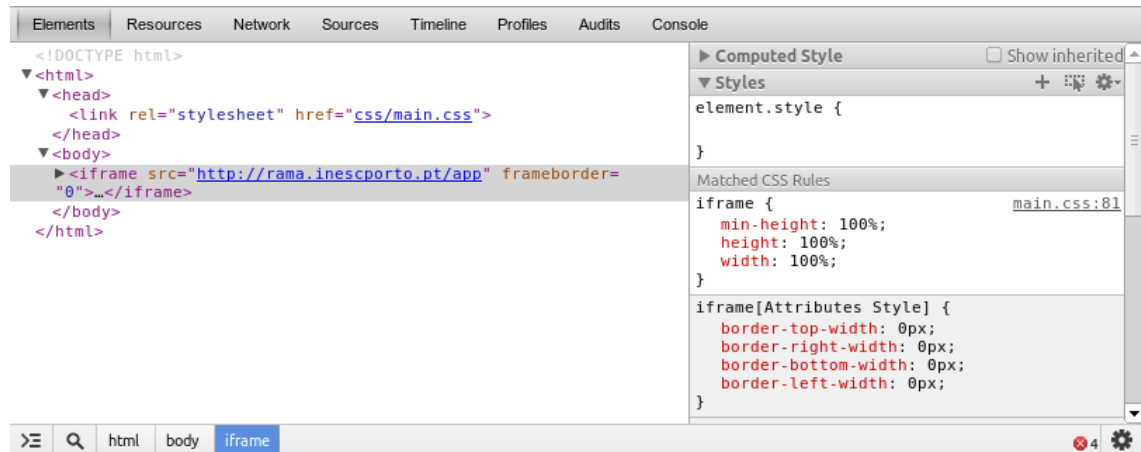 Elements Resources Network Sources Timeline Profiles Audits Console
<!DOCTYPE html>
▼<html>
▼<head>
<link rel="stylesheet" href="css/main.css">
</head>
▼<body>
▶<iframe src="http://rama.inescporto.pt/app" frameborder=
"0">…</iframe>
</body>
</html>
▶ Computed Style Show inherited
▼ Styles
element.style {
}
Matched CSS Rules
iframe { main.css:81
min-height: 100%;
height: 100%;
width: 100%;
}
iframe[Attributes Style] {
border-top-width: 0px;
border-right-width: 0px;
border-bottom-width: 0px;
border-left-width: 0px;
}
html body iframe 4